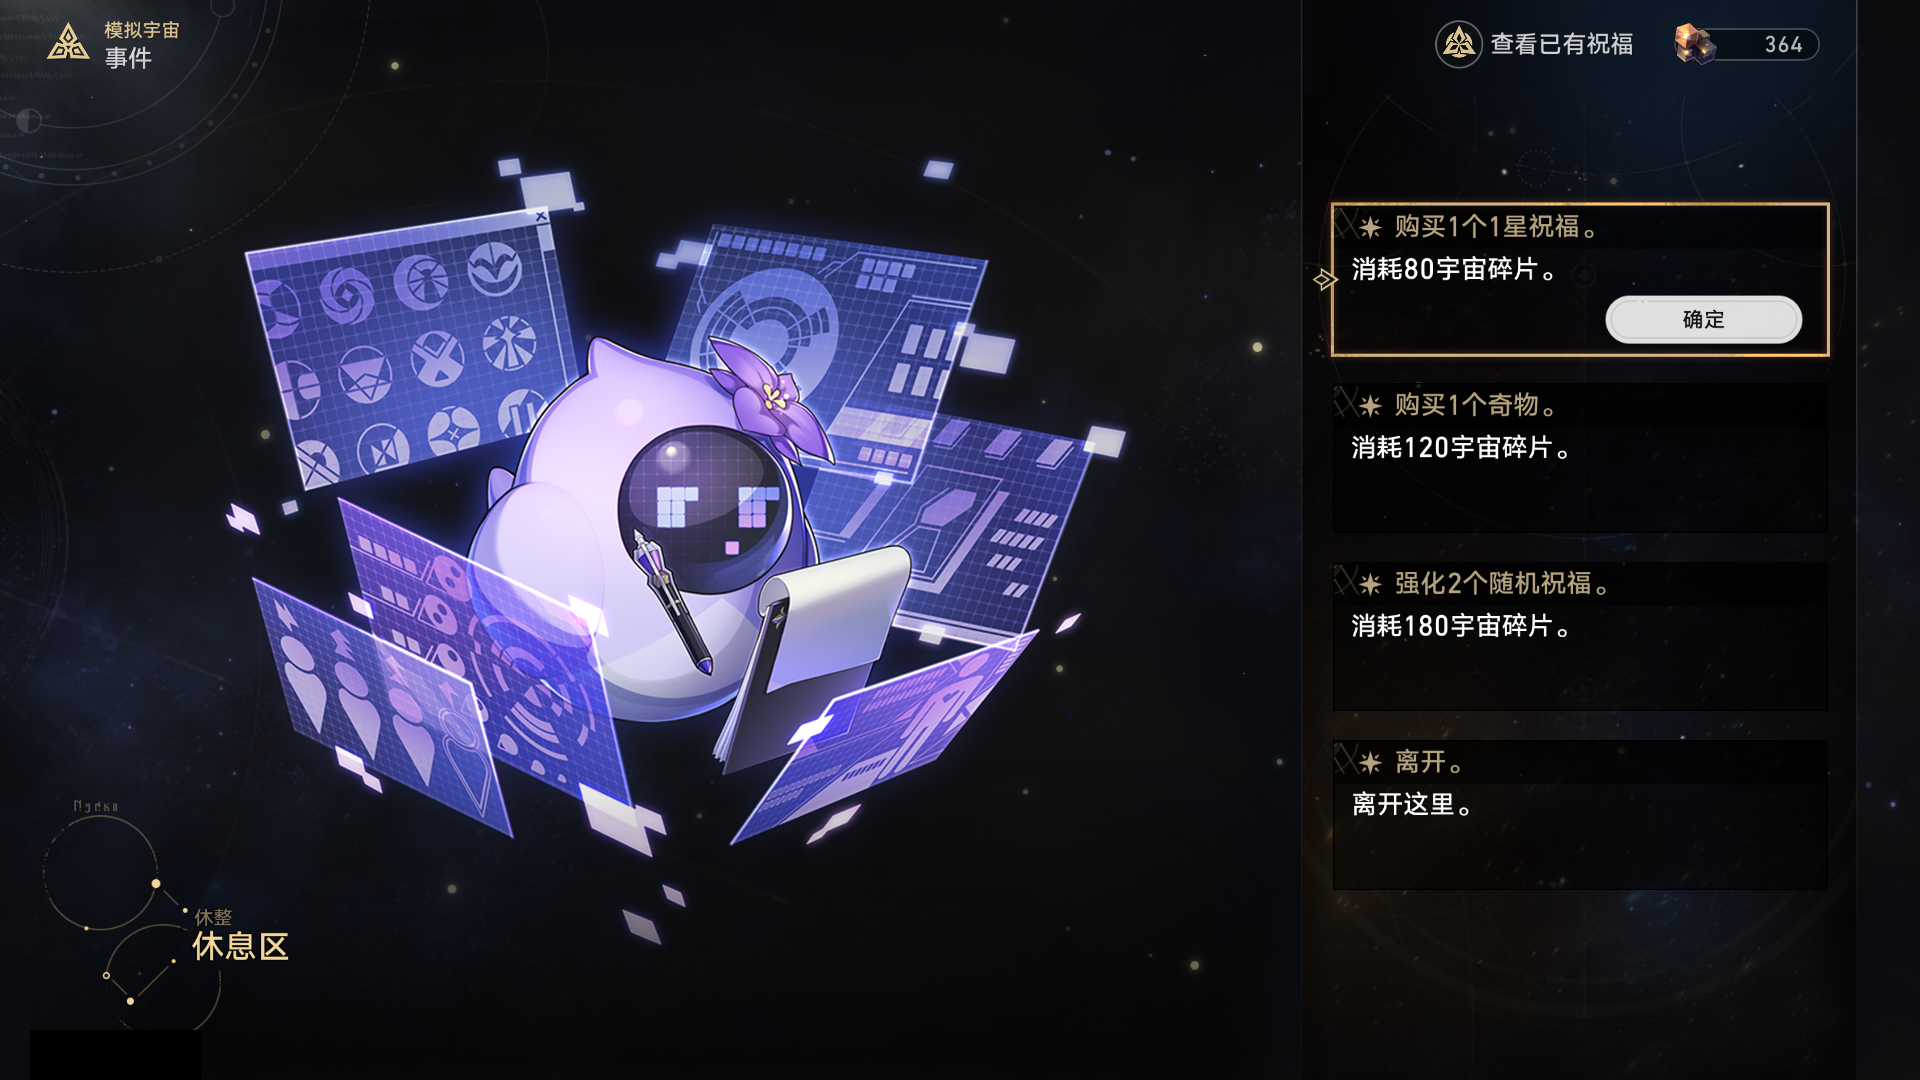 模拟宇宙
事件
查看已有祝福
364
购买1个1星祝福。
消耗80宇宙碎片。
确定
购买1个奇物。
消耗120宇宙碎片。
强化2个随机祝福。
消耗180宇宙碎片。
离开。
离开这里。
休整
休息区